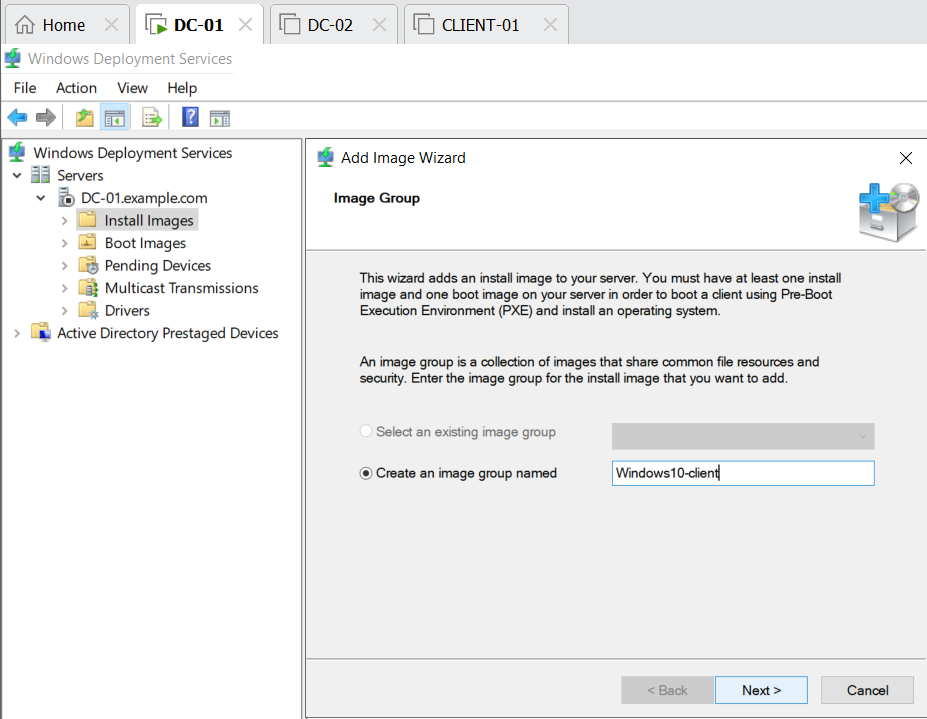 Home
DC-01
DC-02
CLIENT-01
Windows Deployment Services
File Action View Help
Windows Deployment Services
Servers
DC-01.example.com
Install Images
Boot Images
Pending Devices
Multicast Transmissions
Drivers
Active Directory Prestaged Devices
Add Image Wizard
Image Group
This wizard adds an install image to your server. You must have at least one install
image and one boot image on your server in order to boot a client using Pre-Boot
Execution Environment (PXE) and install an operating system.
An image group is a collection of images that share common file resources and
security. Enter the image group for the install image that you want to add.
Select an existing image group
Create an image group named
Windows10-client
< Back
Next >
Cancel